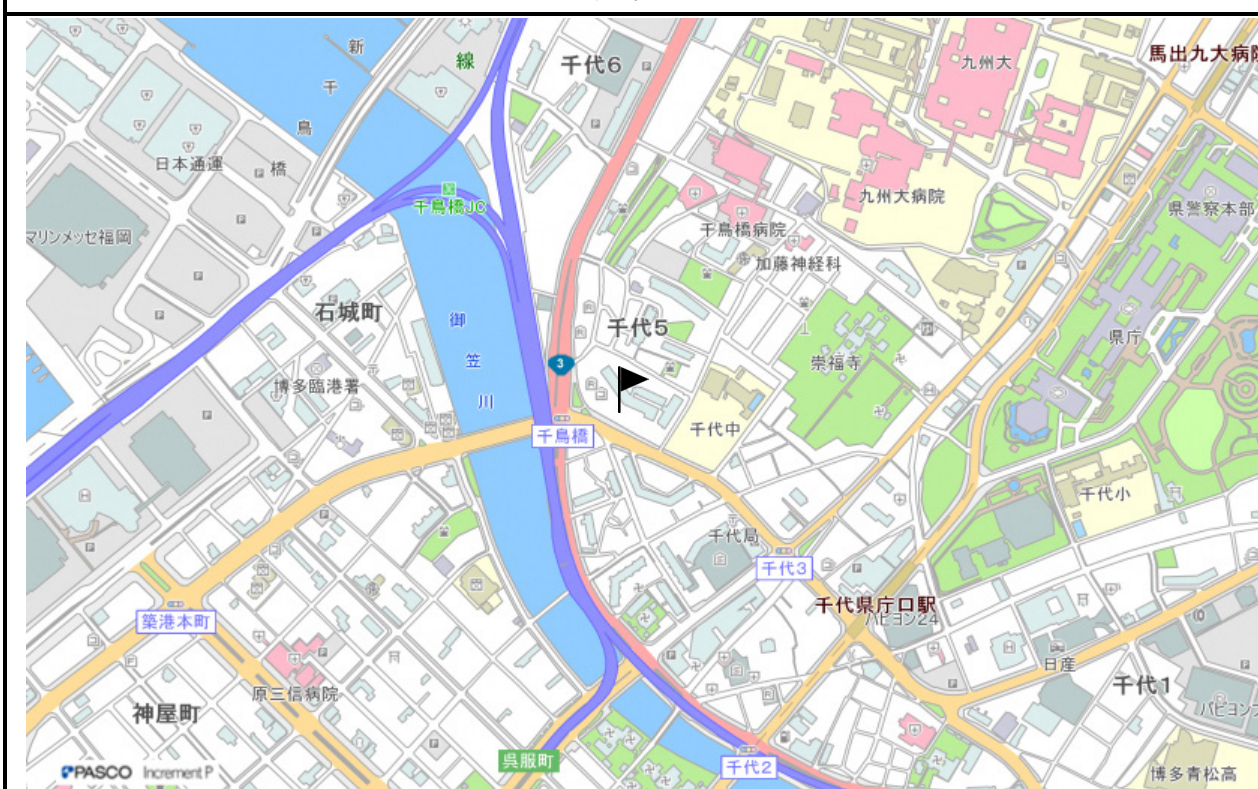 新
千
鳥
橋
線
千代6
九州大
馬出九大病院
日本通運
千鳥橋JC
九州大病院
県警察本部
マリンメッセ福岡
千鳥橋病院
加藤神経科
石城町
御
笠
川
千代5
崇福寺
県庁
3
博多臨港署
千鳥橋
千代中
千代小
千代局
千代3
築港本町
千代県庁口駅
パピヨン24
日産
原三信病院
千代1
神屋町
パピヨンプ
呉服町
千代2
博多青松高
PASCO Increment P